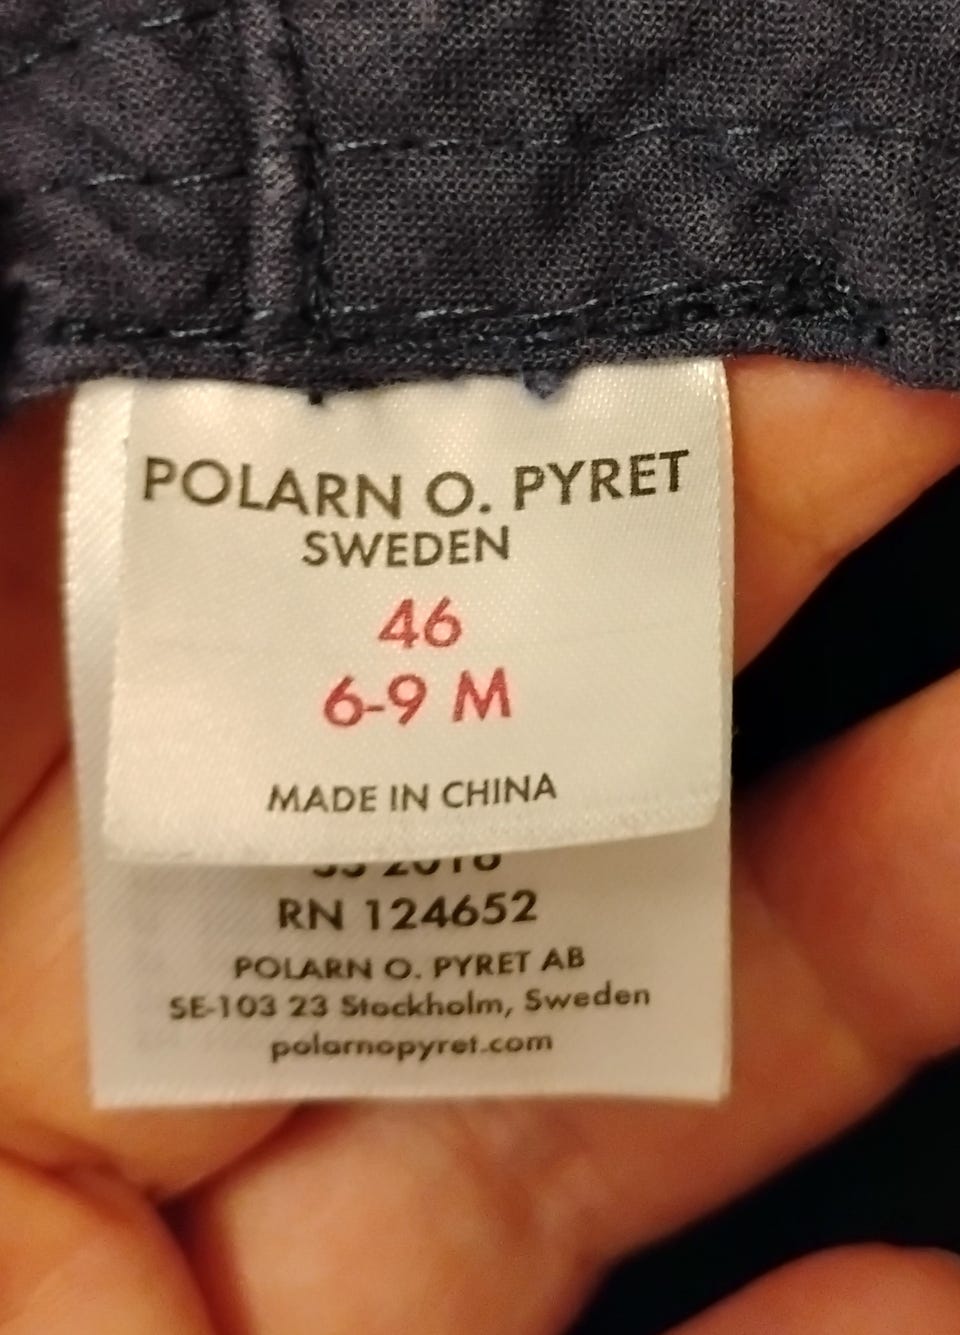 POLARN O. PYRET
SWEDEN
46
6-9 M
MADE IN CHINA
RN 124652
POLARN O. PYRET AB
SE-103 23 Stockholm, Sweden
polarnopyret.com